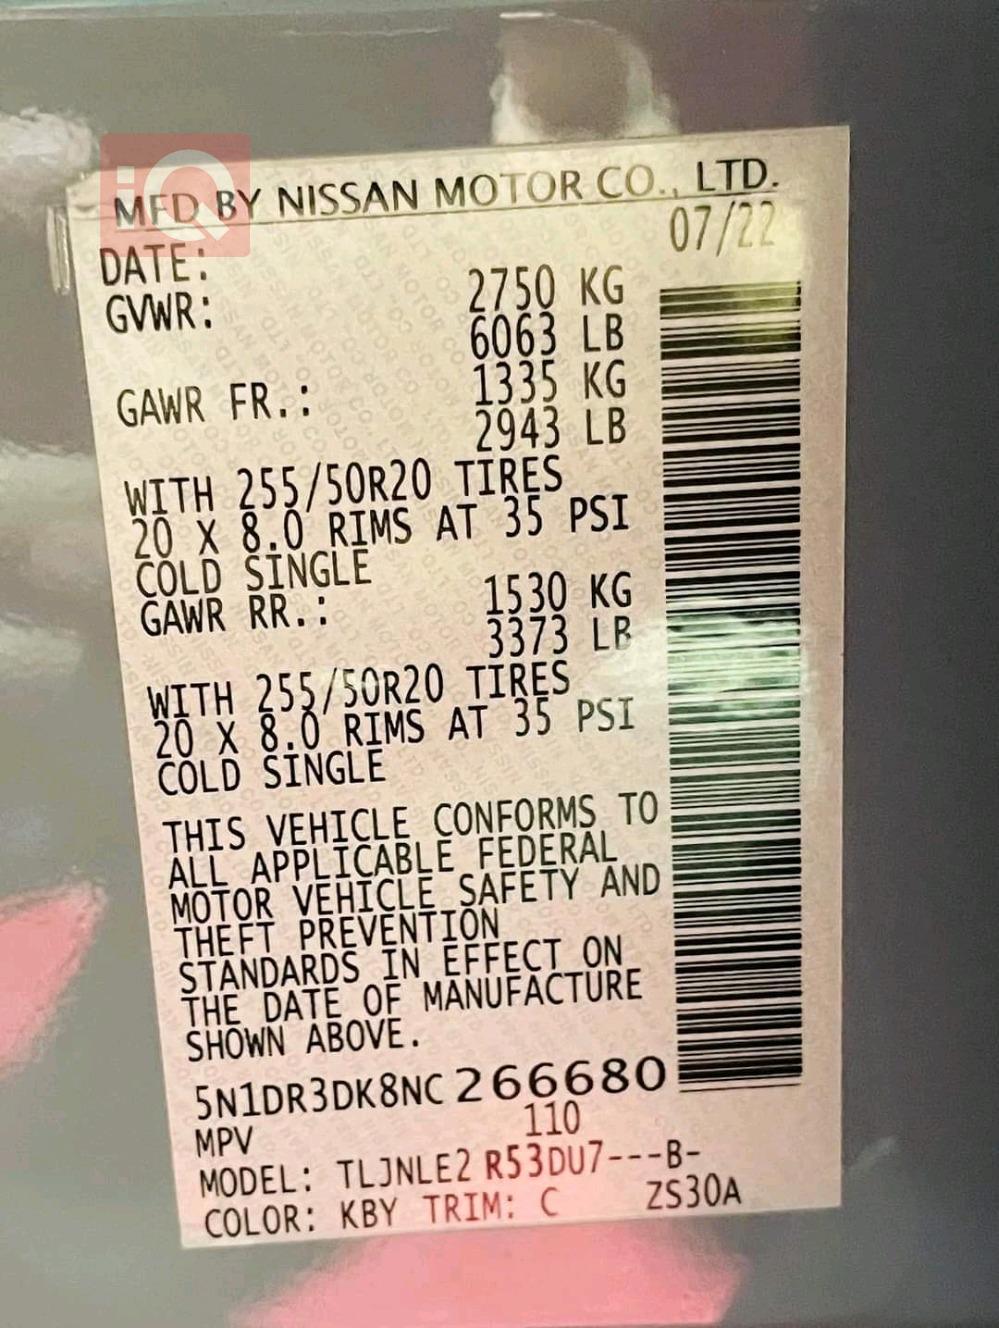 iQ
MFD BY NISSAN MOTOR CO., LTD.
DATE: 07/22
GVWR: 2750 KG
6063 LB
GAWR FR.: 1335 KG
2943 LB
WITH 255/50R20 TIRES
20 X 8.0 RIMS AT 35 PSI
COLD SINGLE
GAWR RR.: 1530 KG
3373 LB
WITH 255/50R20 TIRES
20 X 8.0 RIMS AT 35 PSI
COLD SINGLE
THIS VEHICLE CONFORMS TO
ALL APPLICABLE FEDERAL
MOTOR VEHICLE SAFETY AND
THEFT PREVENTION
STANDARDS IN EFFECT ON
THE DATE OF MANUFACTURE
SHOWN ABOVE.
5N1DR3DK8NC266680
MPV 110
MODEL: TLJNLE2 R53DU7---B-
COLOR: KBY TRIM: C ZS30A